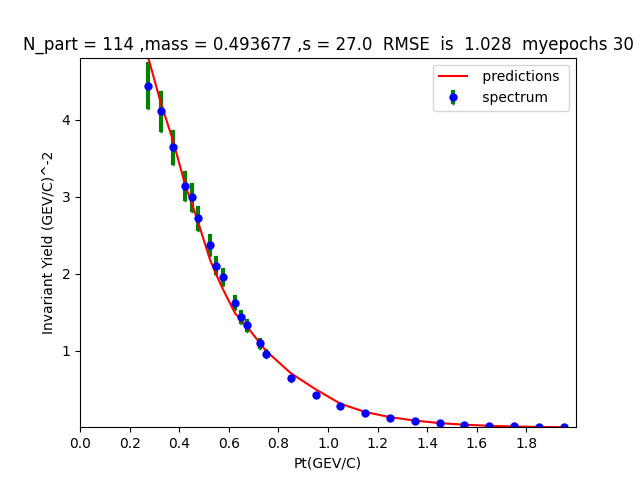 N_part = 114 ,mass = 0.493677 ,s = 27.0  RMSE  is  1.028  myepochs 30
predictions
spectrum
Invariant Yield (GEV/C)^-2
4
3
2
1
0.0 0.2 0.4 0.6 0.8 1.0 1.2 1.4 1.6 1.8
Pt(GEV/C)